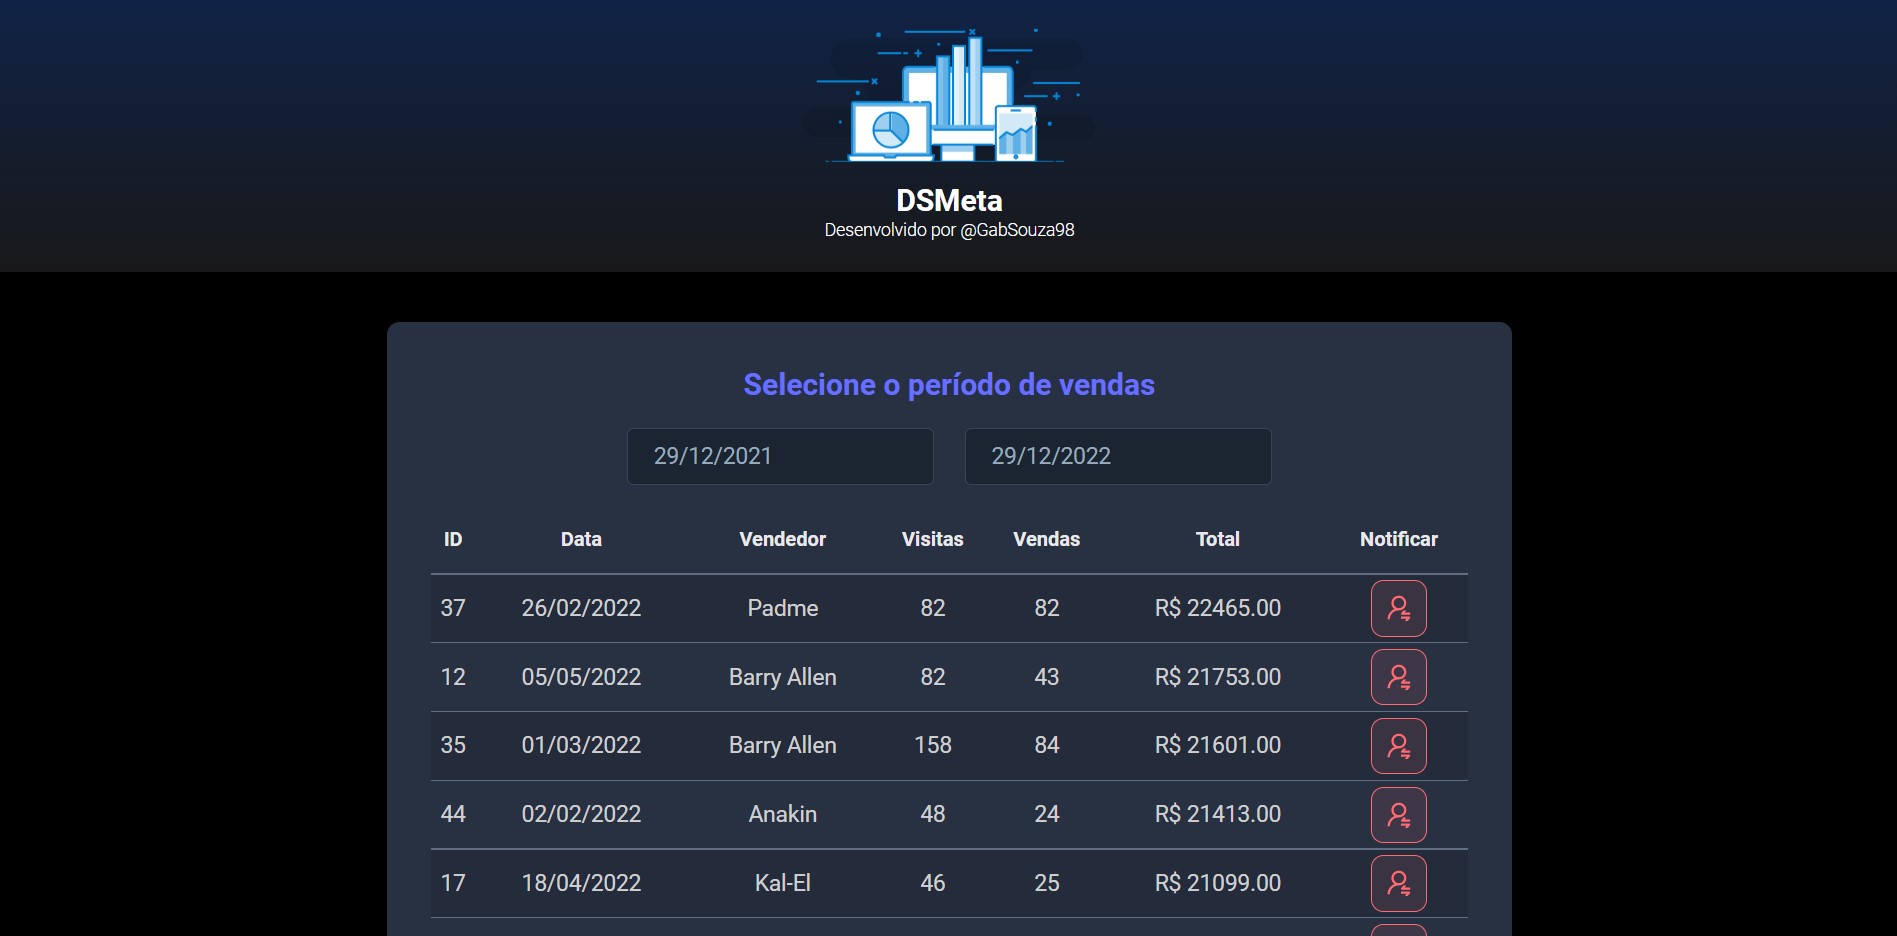 DSMeta
Desenvolvido por @GabSouza98
Selecione o período de vendas
29/12/2021 29/12/2022
ID Data Vendedor Visitas Vendas Total Notificar
37 26/02/2022 Padme 82 82 R$ 22465.00
12 05/05/2022 Barry Allen 82 43 R$ 21753.00
35 01/03/2022 Barry Allen 158 84 R$ 21601.00
44 02/02/2022 Anakin 48 24 R$ 21413.00
17 18/04/2022 Kal-El 46 25 R$ 21099.00